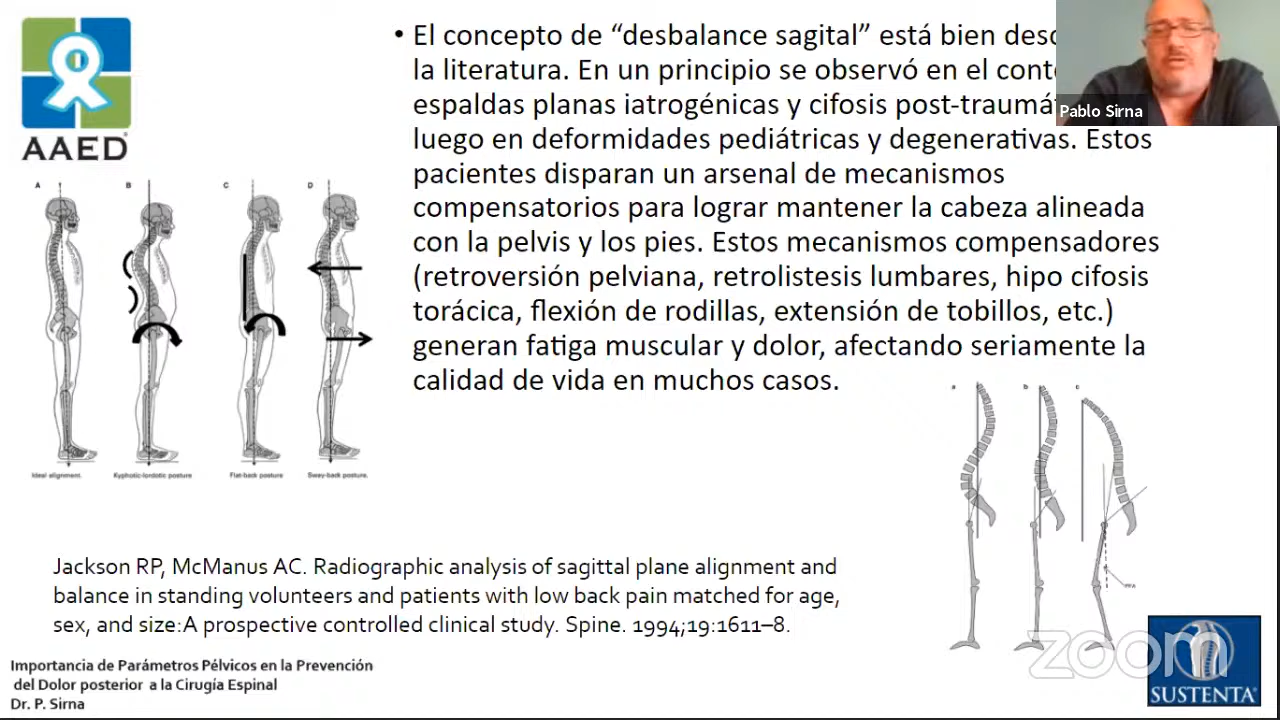 AAED
• El concepto de “desbalance sagital” está bien
la literatura. En un principio se observó en el
espaldas planas iatrogénicas y cifosis
luego en deformidades pediátricas y degenerativas. Estos
pacientes disparan un arsenal de mecanismos
compensatorios para lograr mantener la cabeza alineada
con la pelvis y los pies. Estos mecanismos compensadores
(retroversión pelviana, retrolistesis lumbares, hipo cifosis
torácica, flexión de rodillas, extensión de tobillos, etc.)
generan fatiga muscular y dolor, afectando seriamente la
calidad de vida en muchos casos.
Pablo Sirna
A B C D
Ideal alignment. Kyphotic-lordotic posture Flat-back posture Sway-back posture.
a b c
Jackson RP, McManus AC. Radiographic analysis of sagittal plane alignment and
balance in standing volunteers and patients with low back pain matched for age,
sex, and size:A prospective controlled clinical study. Spine. 1994;19:1611–8.
Importancia de Parámetros Pélvicos en la Prevención
del Dolor posterior a la Cirugía Espinal
Dr. P. Sirna
zoom
SUSTENTA